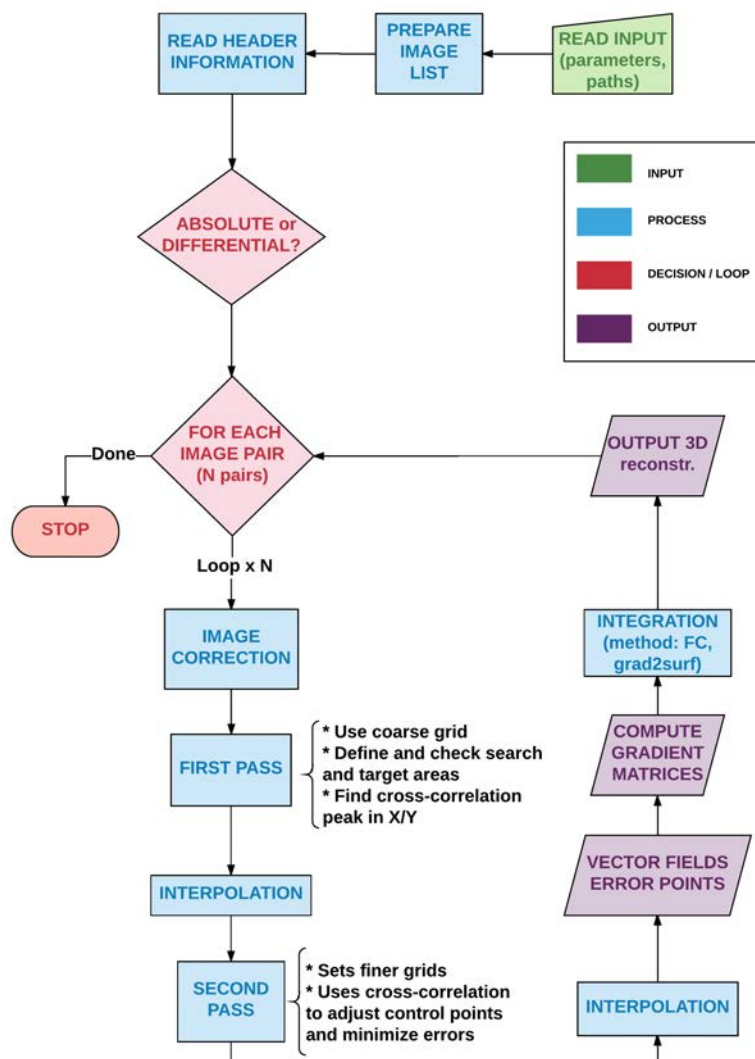 READ HEADER
INFORMATION
PREPARE
IMAGE
LIST
READ INPUT
(parameters,
paths)
INPUT
PROCESS
DECISION / LOOP
OUTPUT
ABSOLUTE or
DIFFERENTIAL?
FOR EACH
IMAGE PAIR
(N pairs)
Done
STOP
Loop x N
OUTPUT 3D
reconstr.
IMAGE
CORRECTION
INTEGRATION
(method: FC,
grad2surf)
FIRST PASS
* Use coarse grid
* Define and check search
and target areas
* Find cross-correlation
peak in X/Y
COMPUTE
GRADIENT
MATRICES
INTERPOLATION
VECTOR FIELDS
ERROR POINTS
SECOND
PASS
* Sets finer grids
* Uses cross-correlation
to adjust control points
and minimize errors
INTERPOLATION